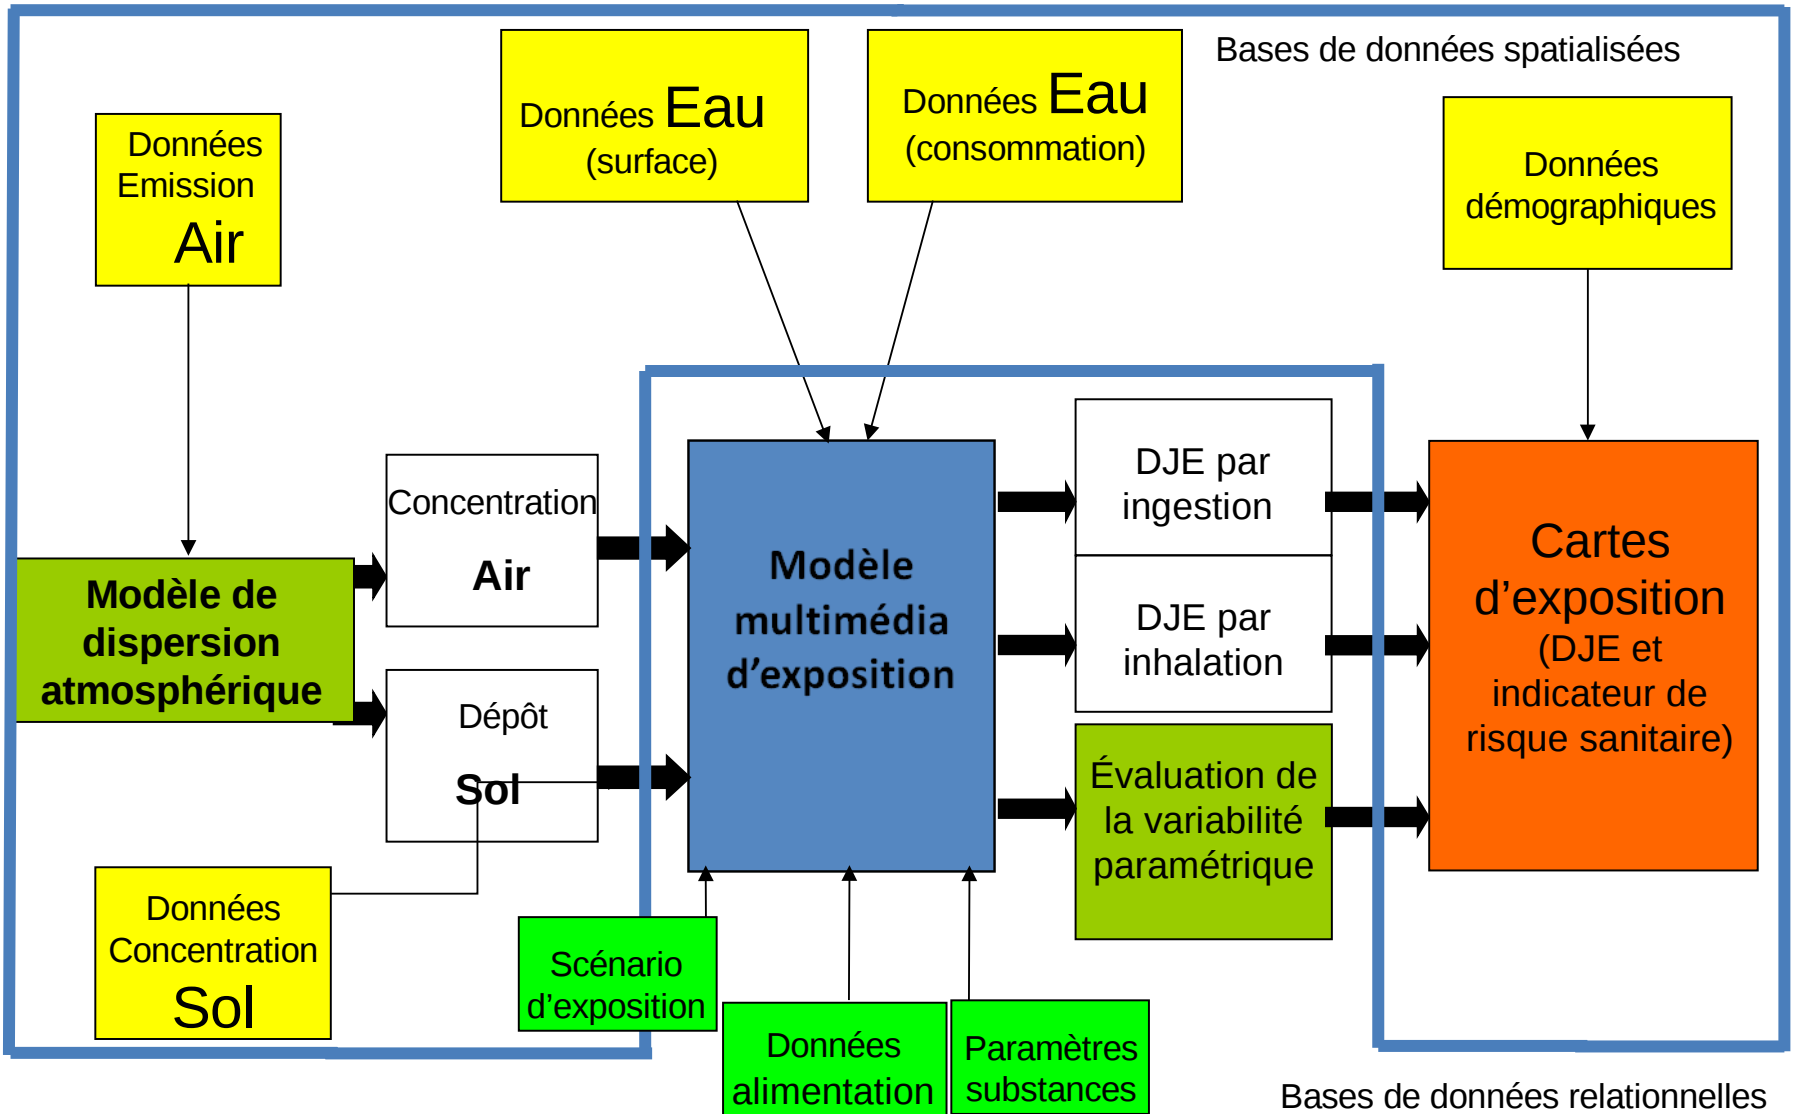 Bases de données spatialisées
Données
Emission
Air
Données Eau
(surface)
Données Eau
(consommation)
Données
démographiques
Modèle de
dispersion
atmosphérique
Concentration
Air
Dépôt
Sol
Données
Concentration
Sol
Modèle
multimédia
d’exposition
DJE par
ingestion
DJE par
inhalation
Évaluation de
la variabilité
paramétrique
Cartes
d’exposition
(DJE et
indicateur de
risque sanitaire)
Scénario
d’exposition
Données
alimentation
Paramètres
substances
Bases de données relationnelles